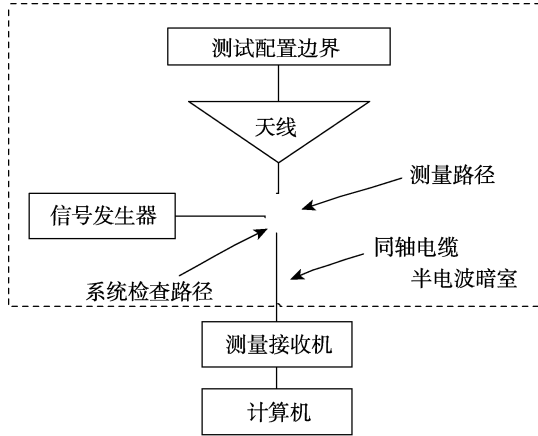 测试配置边界
天线
测量路径
信号发生器
同轴电缆
半电波暗室
系统检查路径
测量接收机
计算机